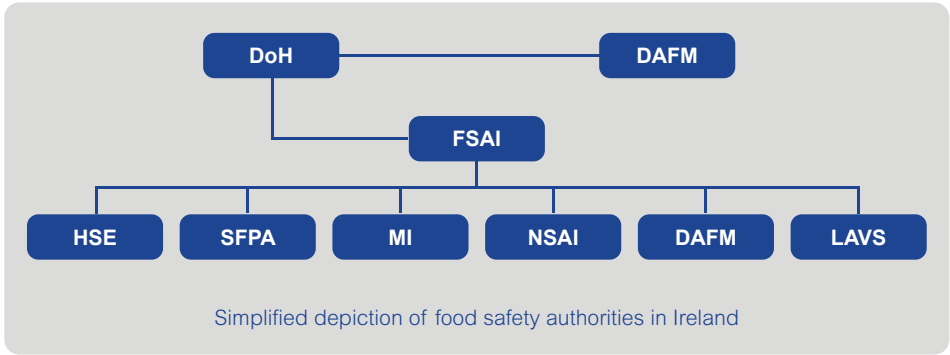 DoH
DAFM
FSAI
HSE
SFPA
MI
NSAI
DAFM
LAVS
Simplified depiction of food safety authorities in Ireland